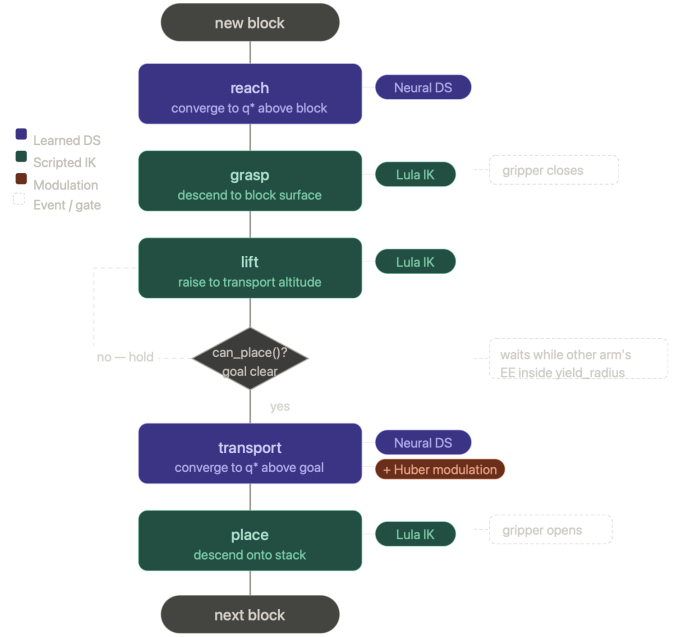 new block
reach
converge to q* above block
Neural DS
Learned DS
Scripted IK
Modulation
Event / gate
grasp
descend to block surface
Lula IK
gripper closes
lift
raise to transport altitude
Lula IK
no — hold
can_place()?
goal clear
waits while other arm's
EE inside yield_radius
yes
transport
converge to q* above goal
Neural DS
+ Huber modulation
place
descend onto stack
Lula IK
gripper opens
next block